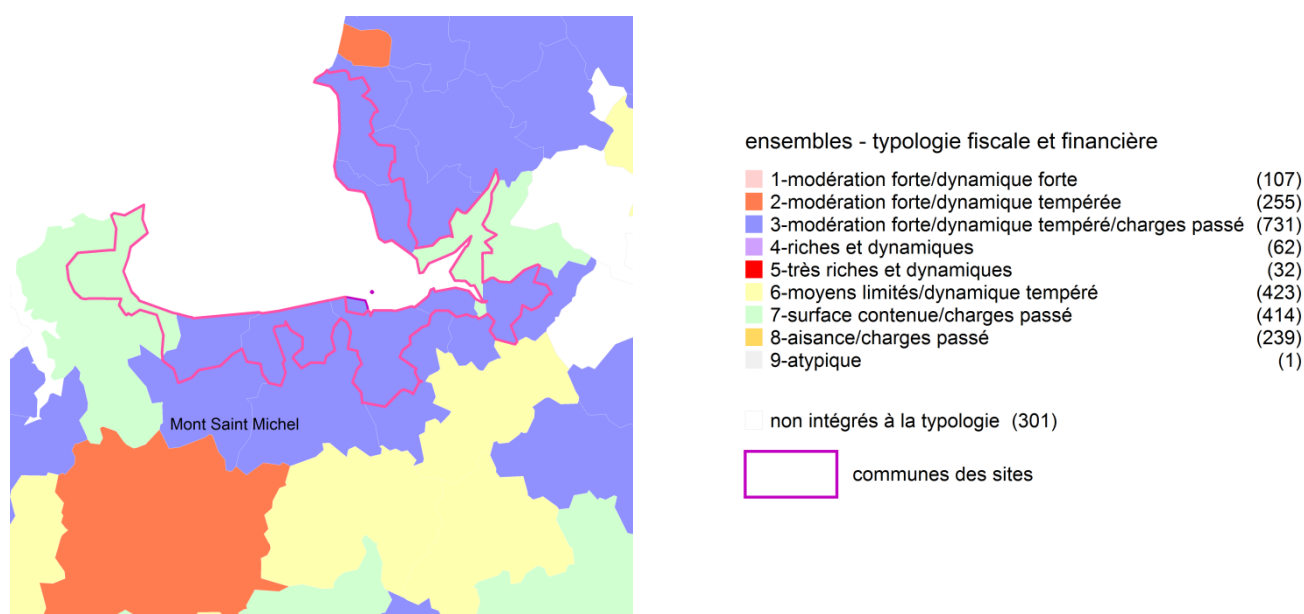 Mont Saint Michel
ensembles - typologie fiscale et financière
1-modération forte/dynamique forte (107)
2-modération forte/dynamique tempérée (255)
3-modération forte/dynamique tempéré/charges passé (731)
4-riches et dynamiques (62)
5-très riches et dynamiques (32)
6-moyens limités/dynamique tempéré (423)
7-surface contenue/charges passé (414)
8-aisance/charges passé (239)
9-atypique (1)
non intégrés à la typologie (301)
communes des sites